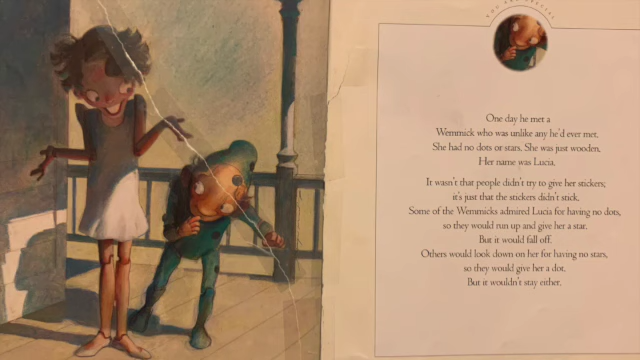 YOU ARE SPECIAL
One day he met a
Wemmick who was unlike any he'd ever met.
She had no dots or stars. She was just wooden.
Her name was Lucia.
It wasn't that people didn't try to give her stickers;
it's just that the stickers didn't stick.
Some of the Wemmicks admired Lucia for having no dots,
so they would run up and give her a star.
But it would fall off.
Others would look down on her for having no stars,
so they would give her a dot.
But it wouldn't stay either.